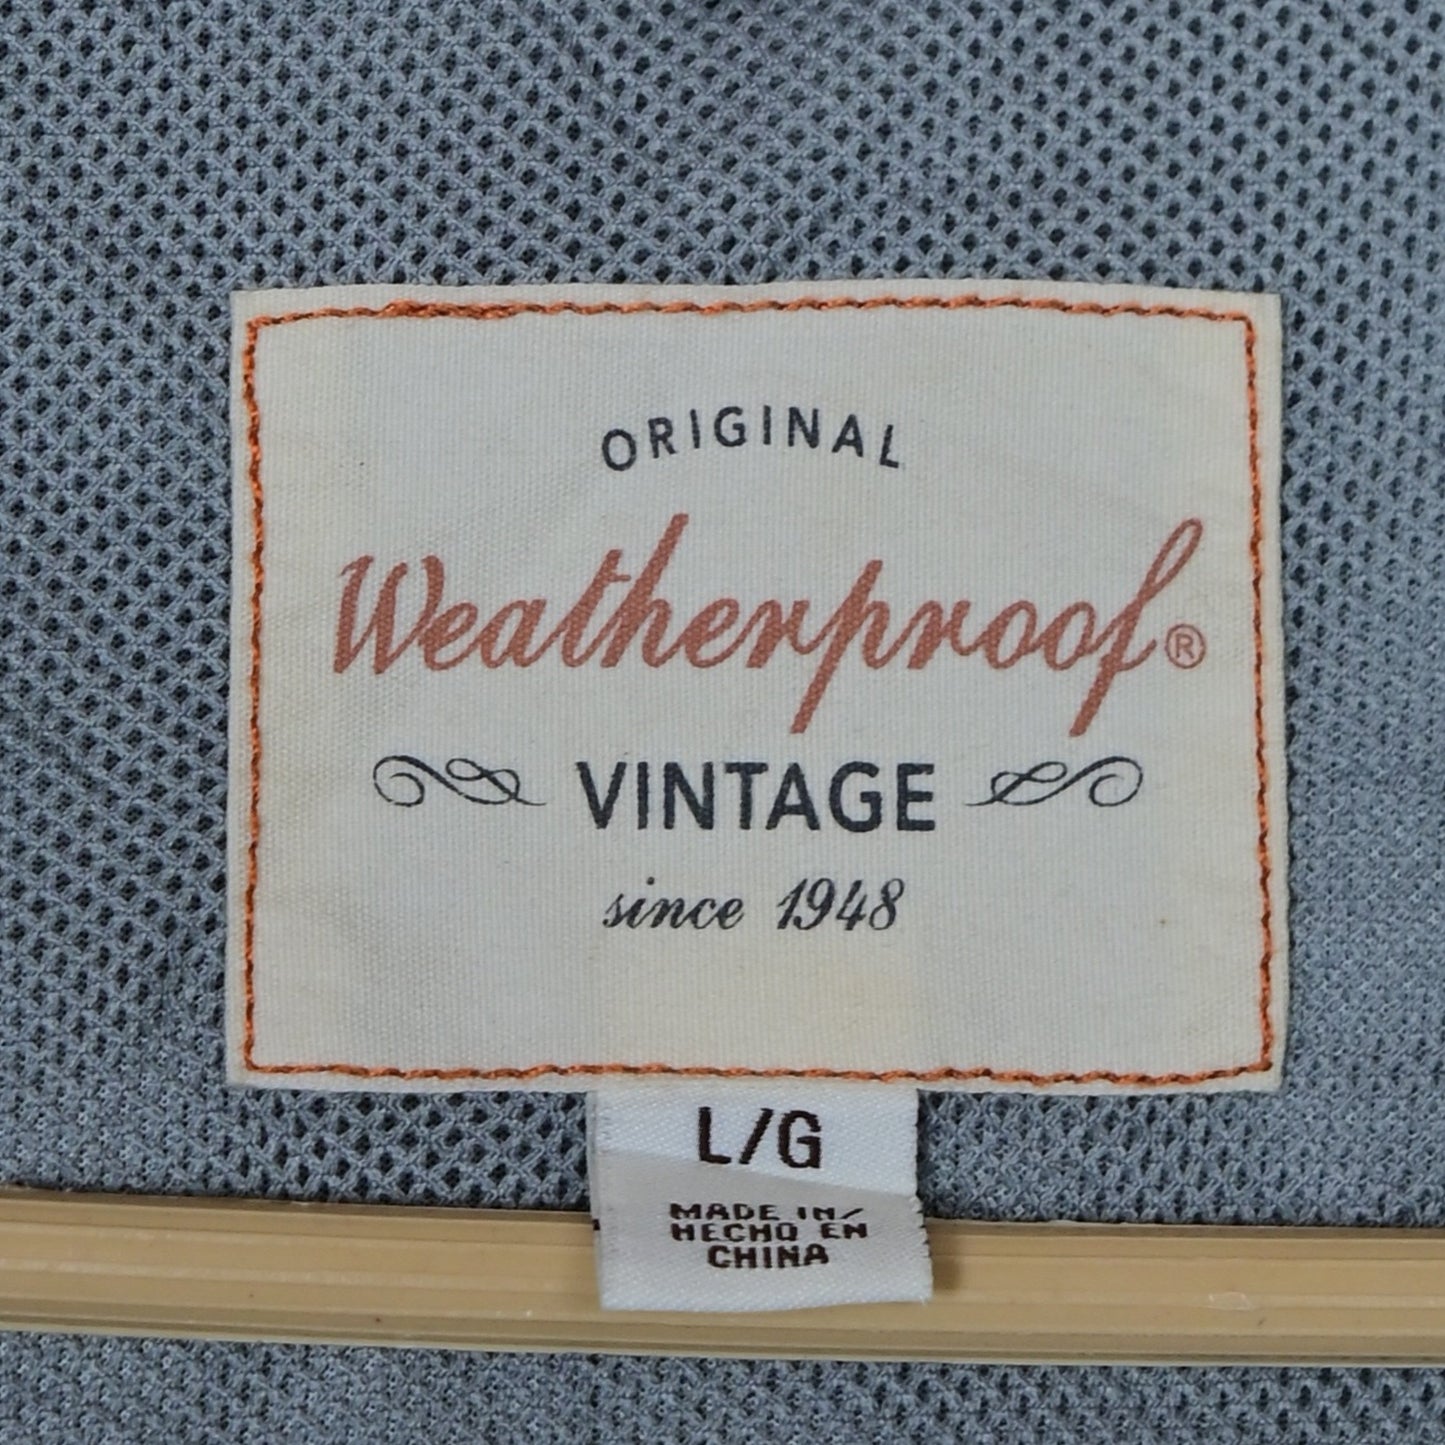 ORIGINAL
Weatherproof®
VINTAGE
since 1948
L/G
MADE IN/
HECHO EN
CHINA